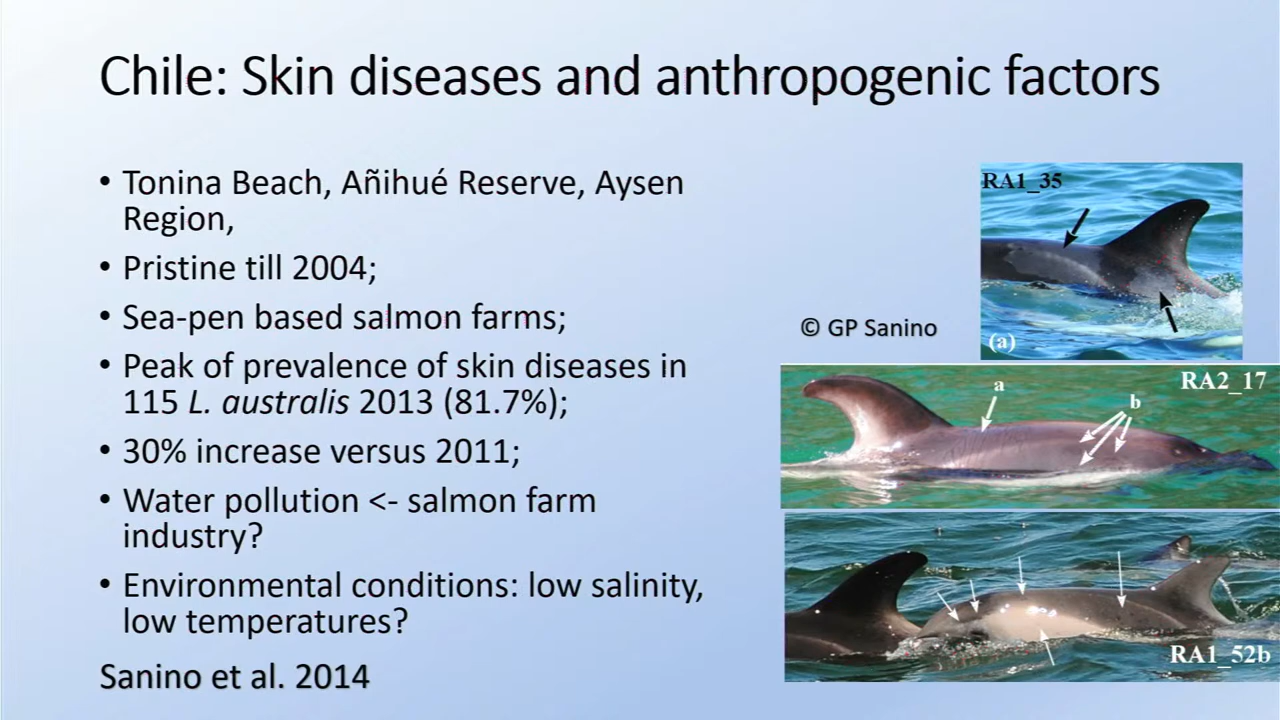 Chile: Skin diseases and anthropogenic factors
• Tonina Beach, Añihué Reserve, Aysen
Region,
• Pristine till 2004;
• Sea-pen based salmon farms;
• Peak of prevalence of skin diseases in
115 L. australis 2013 (81.7%);
• 30% increase versus 2011;
• Water pollution <- salmon farm
industry?
• Environmental conditions: low salinity,
low temperatures?
Sanino et al. 2014
© GP Sanino
RA1_35
(a)
RA2_17
a
b
RA1_52b